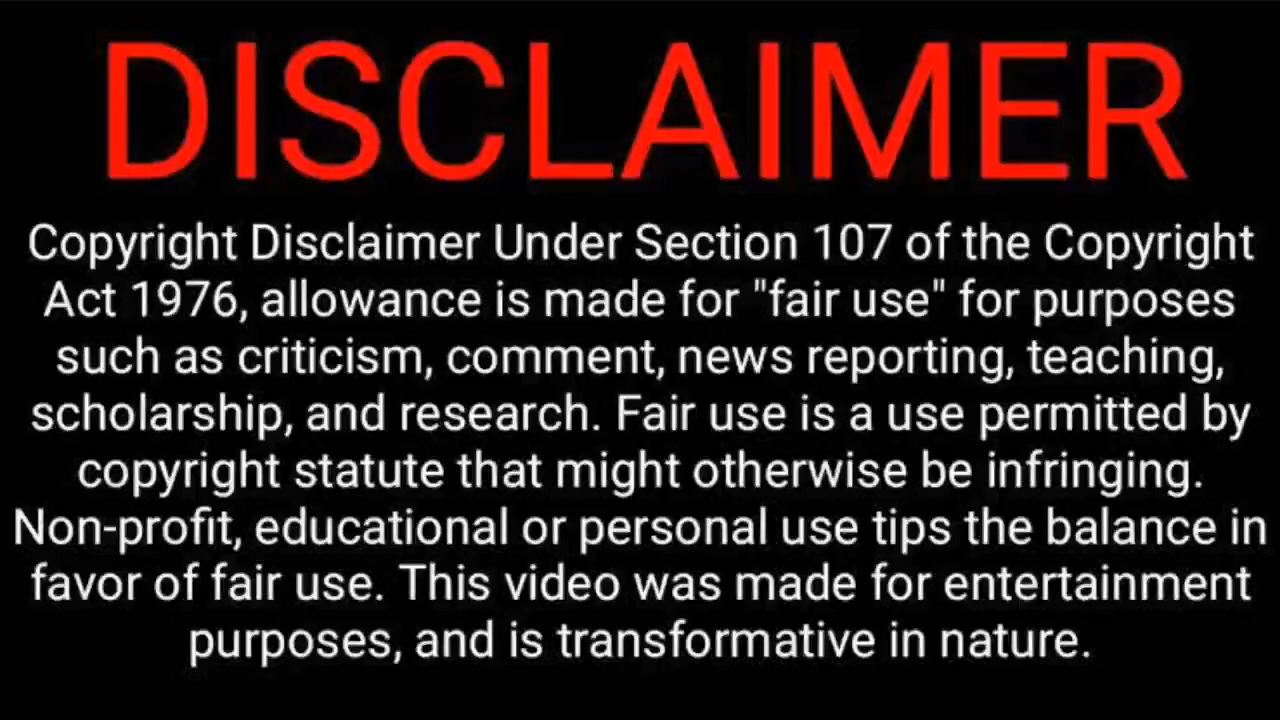 DISCLAIMER
Copyright Disclaimer Under Section 107 of the Copyright
Act 1976, allowance is made for "fair use" for purposes
such as criticism, comment, news reporting, teaching,
scholarship, and research. Fair use is a use permitted by
copyright statute that might otherwise be infringing.
Non-profit, educational or personal use tips the balance in
favor of fair use. This video was made for entertainment
purposes, and is transformative in nature.